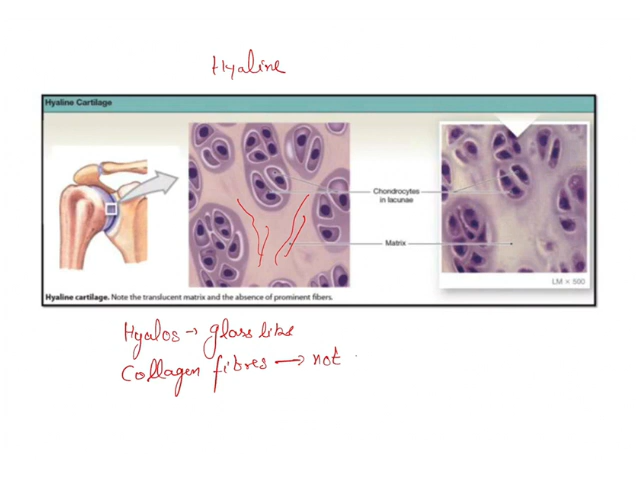 Hyaline
Hyaline Cartilage
Chondrocytes
in lacunae
Matrix
LM × 500
Hyaline cartilage. Note the translucent matrix and the absence of prominent fibers.
Hyalos → glass like
Collagen fibres → not